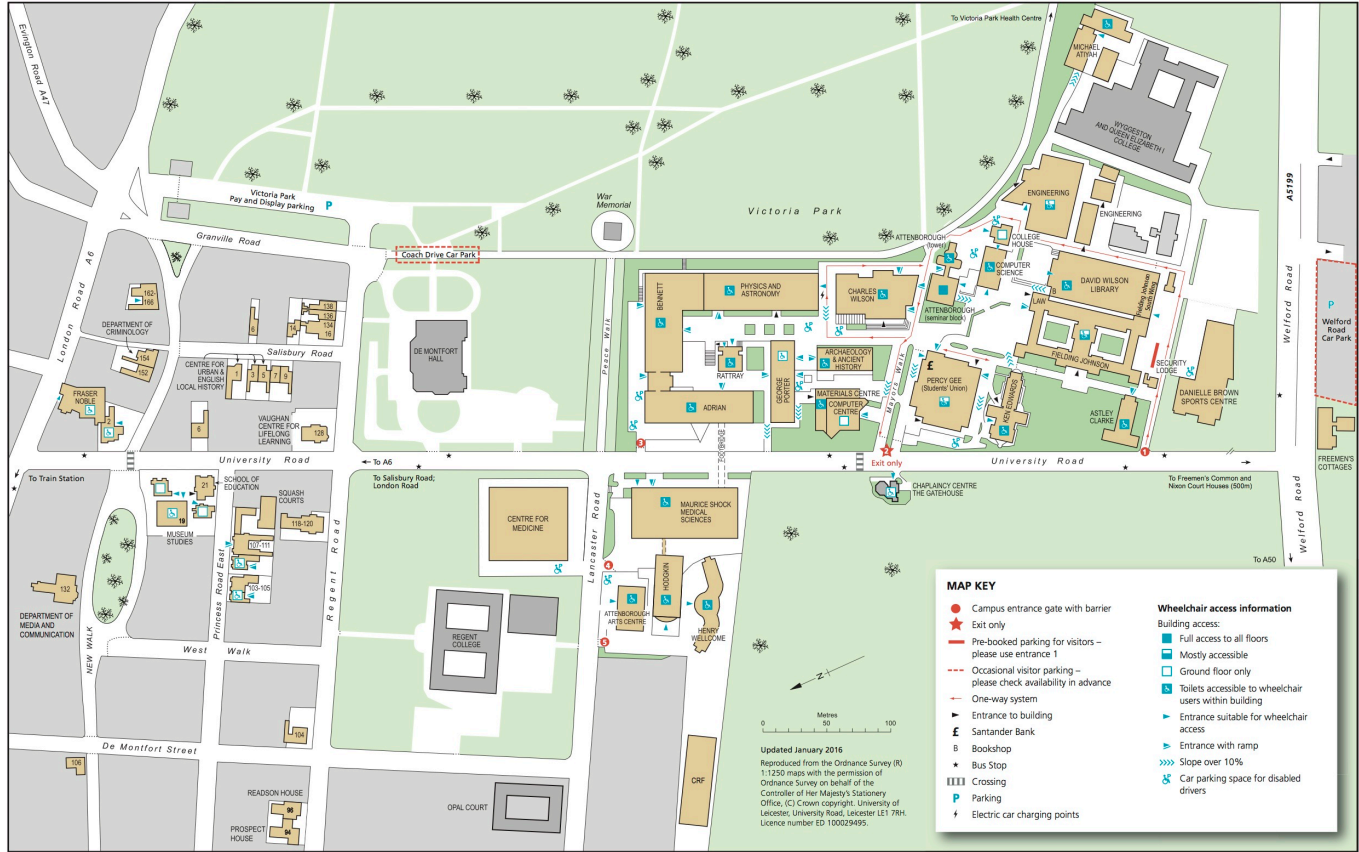 Evington Road A47
To Victoria Park Health Centre
MICHAEL
ATIYAH
WYGGESTON
AND QUEEN ELIZABETH I
COLLEGE
A5199
Victoria Park
Pay and Display parking
P
War
Memorial
Victoria Park
ENGINEERING
ENGINEERING
Granville Road
Coach Drive Car Park
ATTENBOROUGH
(tower)
COLLEGE
HOUSE
COMPUTER
SCIENCE
London Road A6
162-
166
DEPARTMENT OF
CRIMINOLOGY
154
152
6
14
138
136
134
16
Salisbury Road
CENTRE FOR
URBAN &
ENGLISH
LOCAL HISTORY
1
3
5
7
9
DE MONTFORT
HALL
Peace Walk
BENNETT
PHYSICS AND
ASTRONOMY
CHARLES
WILSON
ATTENBOROUGH
(seminar block)
DAVID WILSON
LIBRARY
B
LAW
Fielding Johnson
South Wing
FIELDING JOHNSON
SECURITY
LODGE
Welford Road
P
Welford
Road
Car Park
RATTRAY
GEORGE
PORTER
ARCHAEOLOGY
& ANCIENT
HISTORY
Mayors Walk
£
PERCY GEE
(Students' Union)
KEN EDWARDS
DANIELLE BROWN
SPORTS CENTRE
FRASER
NOBLE
2
6
VAUGHAN
CENTRE FOR
LIFELONG
LEARNING
128
ADRIAN
MATERIALS CENTRE
COMPUTER
CENTRE
ASTLEY
CLARKE
FREEMEN'S
COTTAGES
3
2
Exit only
1
University Road
To A6
University Road
To Train Station
To Salisbury Road;
London Road
To Freemen's Common and
Nixon Court Houses (500m)
SCHOOL OF
EDUCATION
21
19
MUSEUM
STUDIES
SQUASH
COURTS
118-120
107-111
103-105
Princess Road East
Regent Road
CENTRE FOR
MEDICINE
Lancaster Road
MAURICE SHOCK
MEDICAL
SCIENCES
CHAPLAINCY CENTRE
THE GATEHOUSE
Welford Road
To A50
4
HODGKIN
ATTENBOROUGH
ARTS CENTRE
HENRY
WELLCOME
5
132
DEPARTMENT OF
MEDIA AND
COMMUNICATION
NEW WALK
West Walk
REGENT
COLLEGE
N
104
De Montfort Street
106
READSON HOUSE
96
94
PROSPECT
HOUSE
OPAL COURT
CRF
Metres
0 50 100
Updated January 2016
Reproduced from the Ordnance Survey (R)
1:1250 maps with the permission of
Ordnance Survey on behalf of the
Controller of Her Majesty's Stationery
Office, (C) Crown copyright. University of
Leicester, University Road, Leicester LE1 7RH.
Licence number ED 100029495.
MAP KEY
Campus entrance gate with barrier
Exit only
Pre-booked parking for visitors –
please use entrance 1
Occasional visitor parking –
please check availability in advance
One-way system
Entrance to building
£ Santander Bank
B Bookshop
Bus Stop
Crossing
P Parking
Electric car charging points
Wheelchair access information
Building access:
Full access to all floors
Mostly accessible
Ground floor only
Toilets accessible to wheelchair
users within building
Entrance suitable for wheelchair
access
Entrance with ramp
Slope over 10%
Car parking space for disabled
drivers